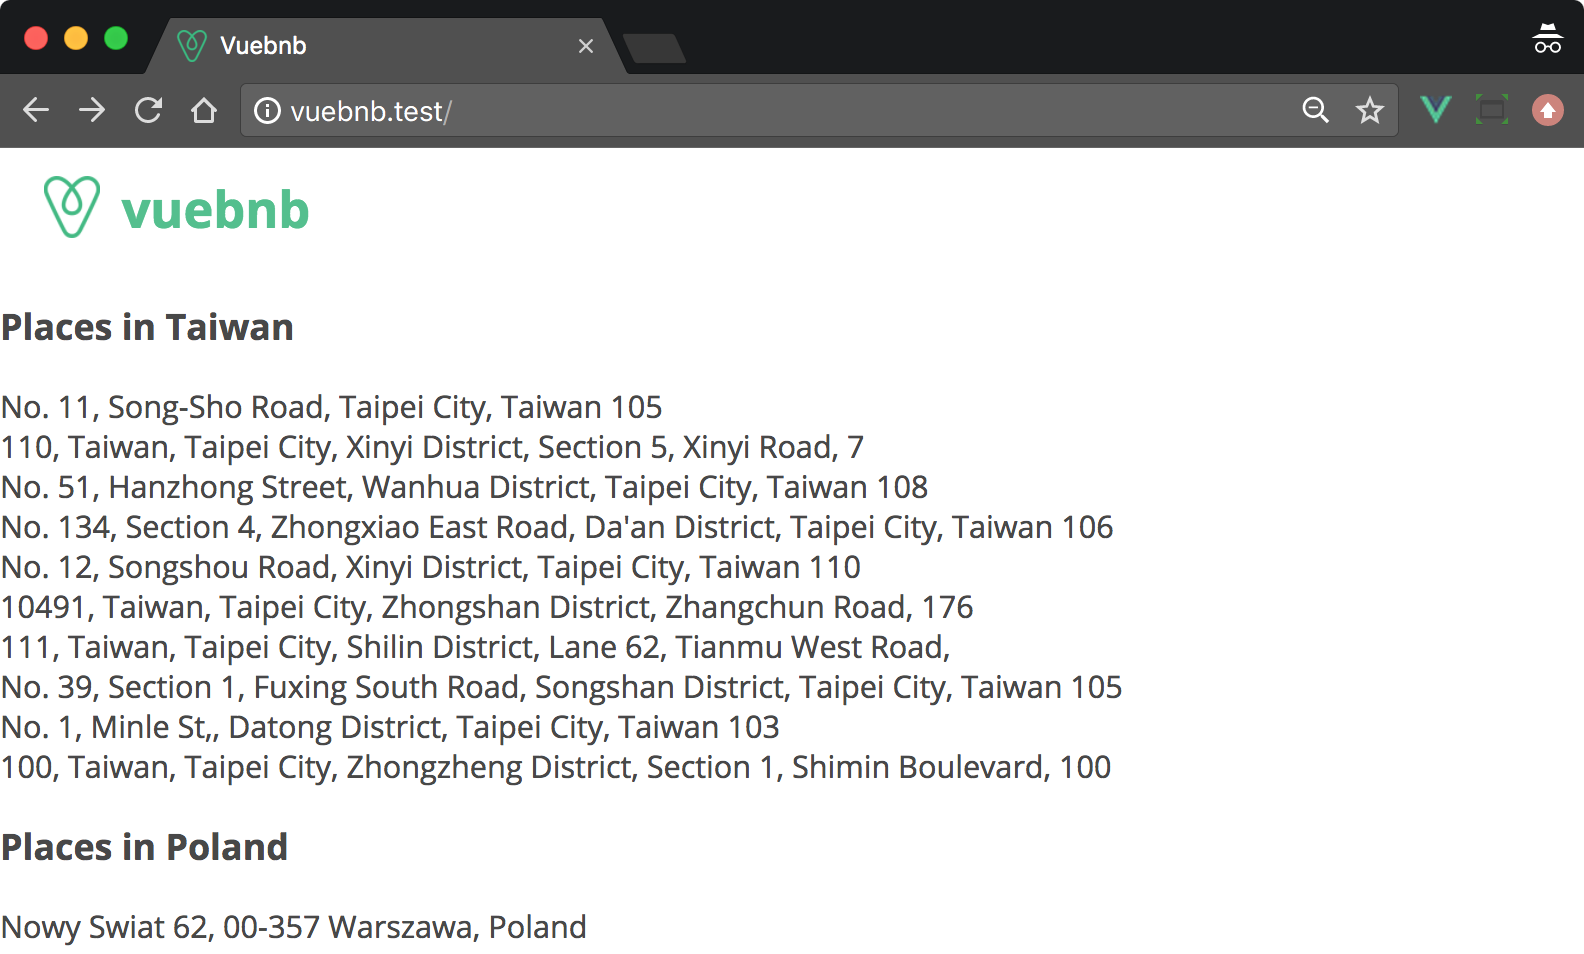 Vuebnb
vuebnb.test/
vuebnb
Places in Taiwan
No. 11, Song-Sho Road, Taipei City, Taiwan 105
110, Taiwan, Taipei City, Xinyi District, Section 5, Xinyi Road, 7
No. 51, Hanzhong Street, Wanhua District, Taipei City, Taiwan 108
No. 134, Section 4, Zhongxiao East Road, Da'an District, Taipei City, Taiwan 106
No. 12, Songshou Road, Xinyi District, Taipei City, Taiwan 110
10491, Taiwan, Taipei City, Zhongshan District, Zhangchun Road, 176
111, Taiwan, Taipei City, Shilin District, Lane 62, Tianmu West Road,
No. 39, Section 1, Fuxing South Road, Songshan District, Taipei City, Taiwan 105
No. 1, Minle St,, Datong District, Taipei City, Taiwan 103
100, Taiwan, Taipei City, Zhongzheng District, Section 1, Shimin Boulevard, 100
Places in Poland
Nowy Swiat 62, 00-357 Warszawa, Poland